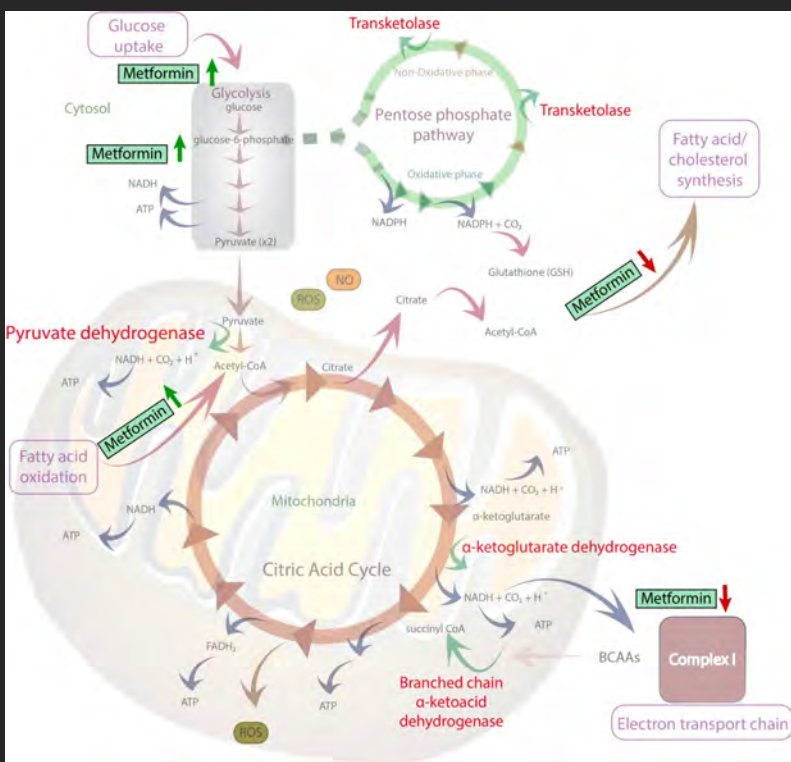 Glucose
uptake
Metformin
Cytosol
Glycolysis
glucose
Metformin
glucose-6-phosphate
NADH
ATP
Pyruvate (x2)
Transketolase
Non-Oxidative phase
Transketolase
Pentose phosphate
pathway
Oxidative phase
NADPH
NADPH + CO₂
Glutathione (GSH)
Fatty acid/
cholesterol
synthesis
Metformin
NO
ROS
Citrate
Acetyl-CoA
Pyruvate
Pyruvate dehydrogenase
NADH + CO₂ + H⁺
Acetyl-CoA
Citrate
ATP
Metformin
Fatty acid
oxidation
ATP
NADH + CO₂ + H⁺
α-ketoglutarate
Mitochondria
NADH
ATP
α-ketoglutarate dehydrogenase
Citric Acid Cycle
NADH + CO₂ + H⁺
Metformin
succinyl CoA
ATP
FADH₂
BCAAs
Complex I
Branched chain
α-ketoacid
dehydrogenase
ATP
ATP
ROS
Electron transport chain